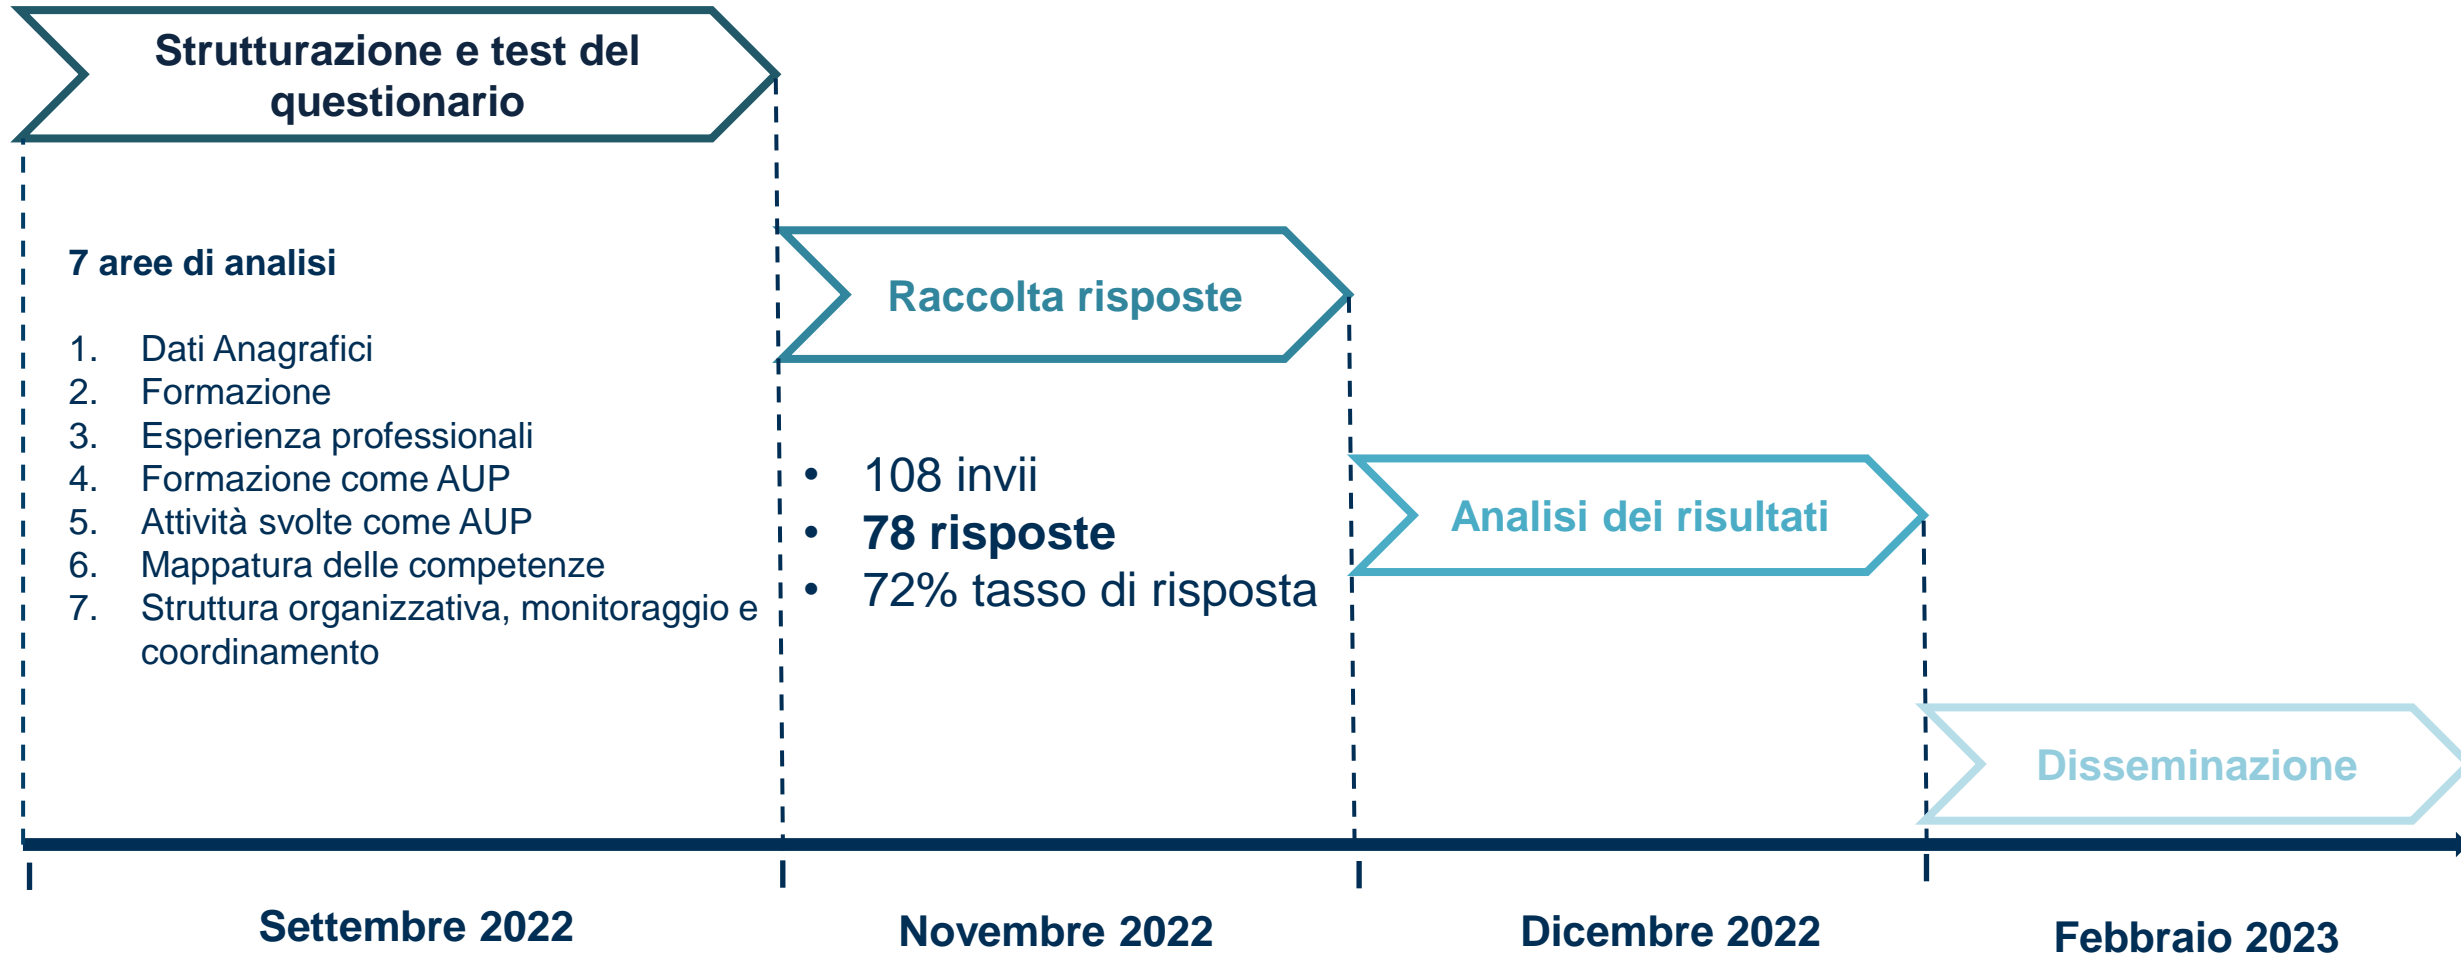 Strutturazione e test del
questionario
7 aree di analisi
1. Dati Anagrafici
2. Formazione
3. Esperienza professionali
4. Formazione come AUP
5. Attività svolte come AUP
6. Mappatura delle competenze
7. Struttura organizzativa, monitoraggio e
coordinamento
Raccolta risposte
• 108 invii
• 78 risposte
• 72% tasso di risposta
Analisi dei risultati
Disseminazione
Settembre 2022
Novembre 2022
Dicembre 2022
Febbraio 2023